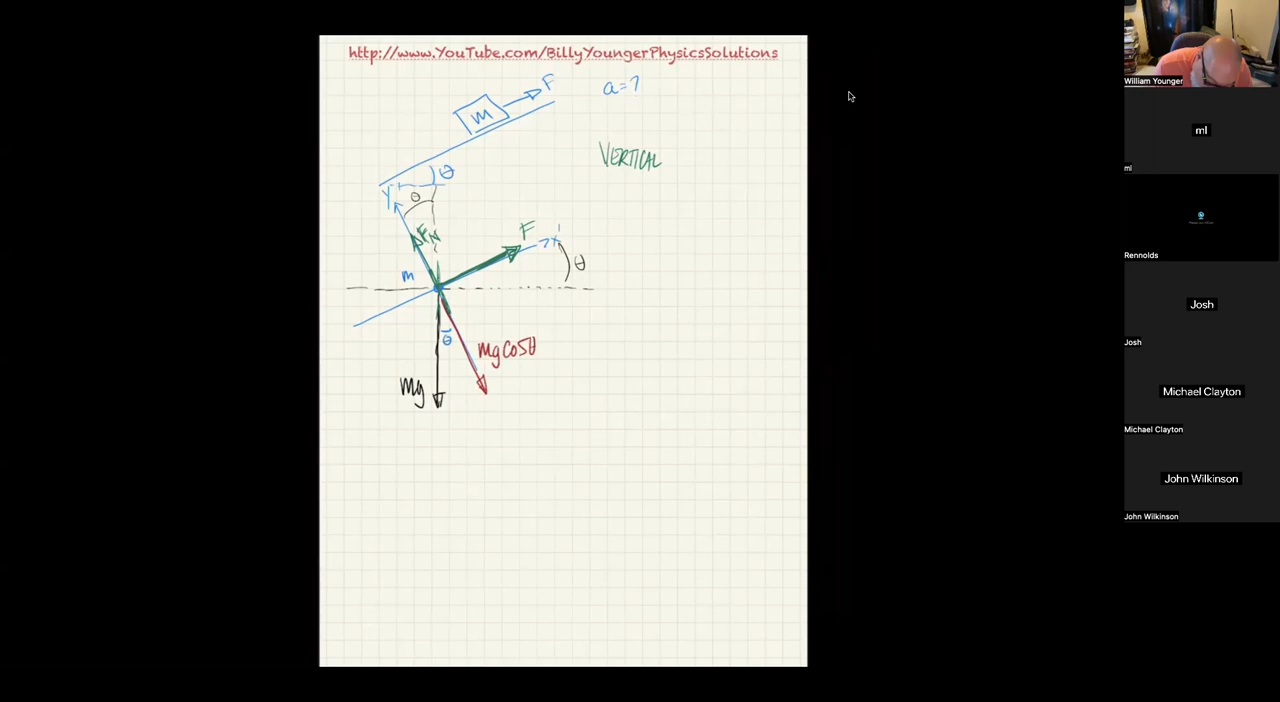 http://www.YouTube.com/BillyYoungerPhysicsSolutions
F
a=?
m
VERTICAL
θ
Y
θ
FN
F
x
θ
m
θ
mg cosθ
mg
William Younger
ml
ml
Rennolds
Josh
Josh
Michael Clayton
Michael Clayton
John Wilkinson
John Wilkinson